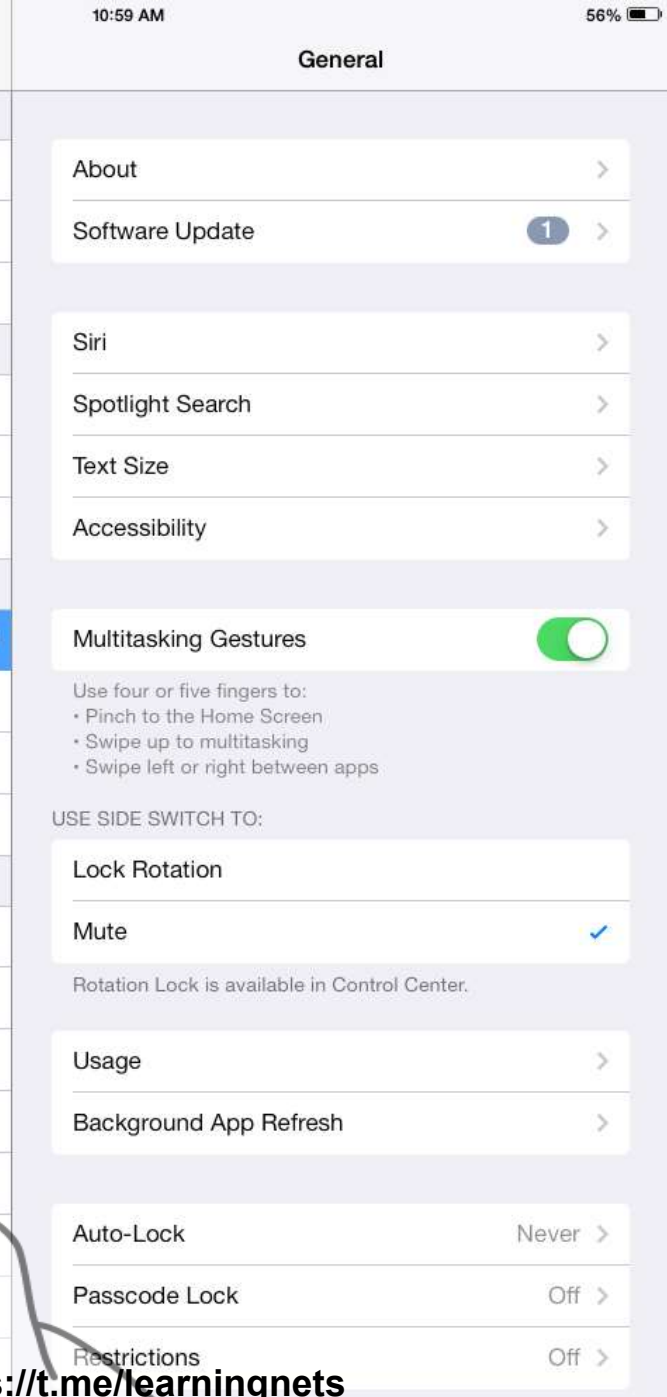 10:59 AM 56%
General
About
Software Update 1
Siri
Spotlight Search
Text Size
Accessibility
Multitasking Gestures
Use four or five fingers to:
• Pinch to the Home Screen
• Swipe up to multitasking
• Swipe left or right between apps
USE SIDE SWITCH TO:
Lock Rotation
Mute
Rotation Lock is available in Control Center.
Usage
Background App Refresh
Auto-Lock Never
Passcode Lock Off
Restrictions Off
s://t.me/learningnets